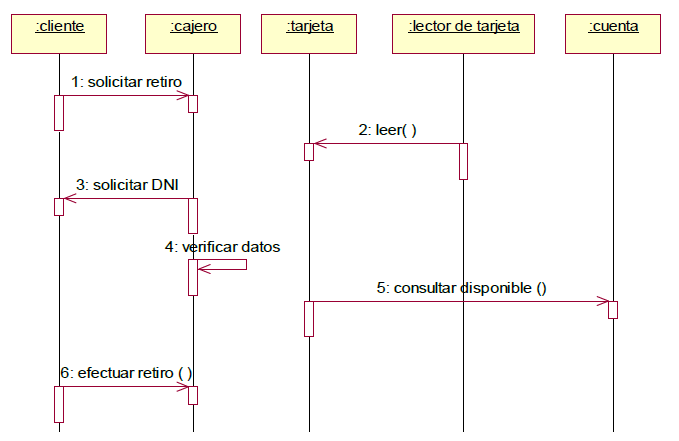 :cliente
:cajero
:tarjeta
:lector de tarjeta
:cuenta
1: solicitar retiro
2: leer( )
3: solicitar DNI
4: verificar datos
5: consultar disponible ()
6: efectuar retiro ( )